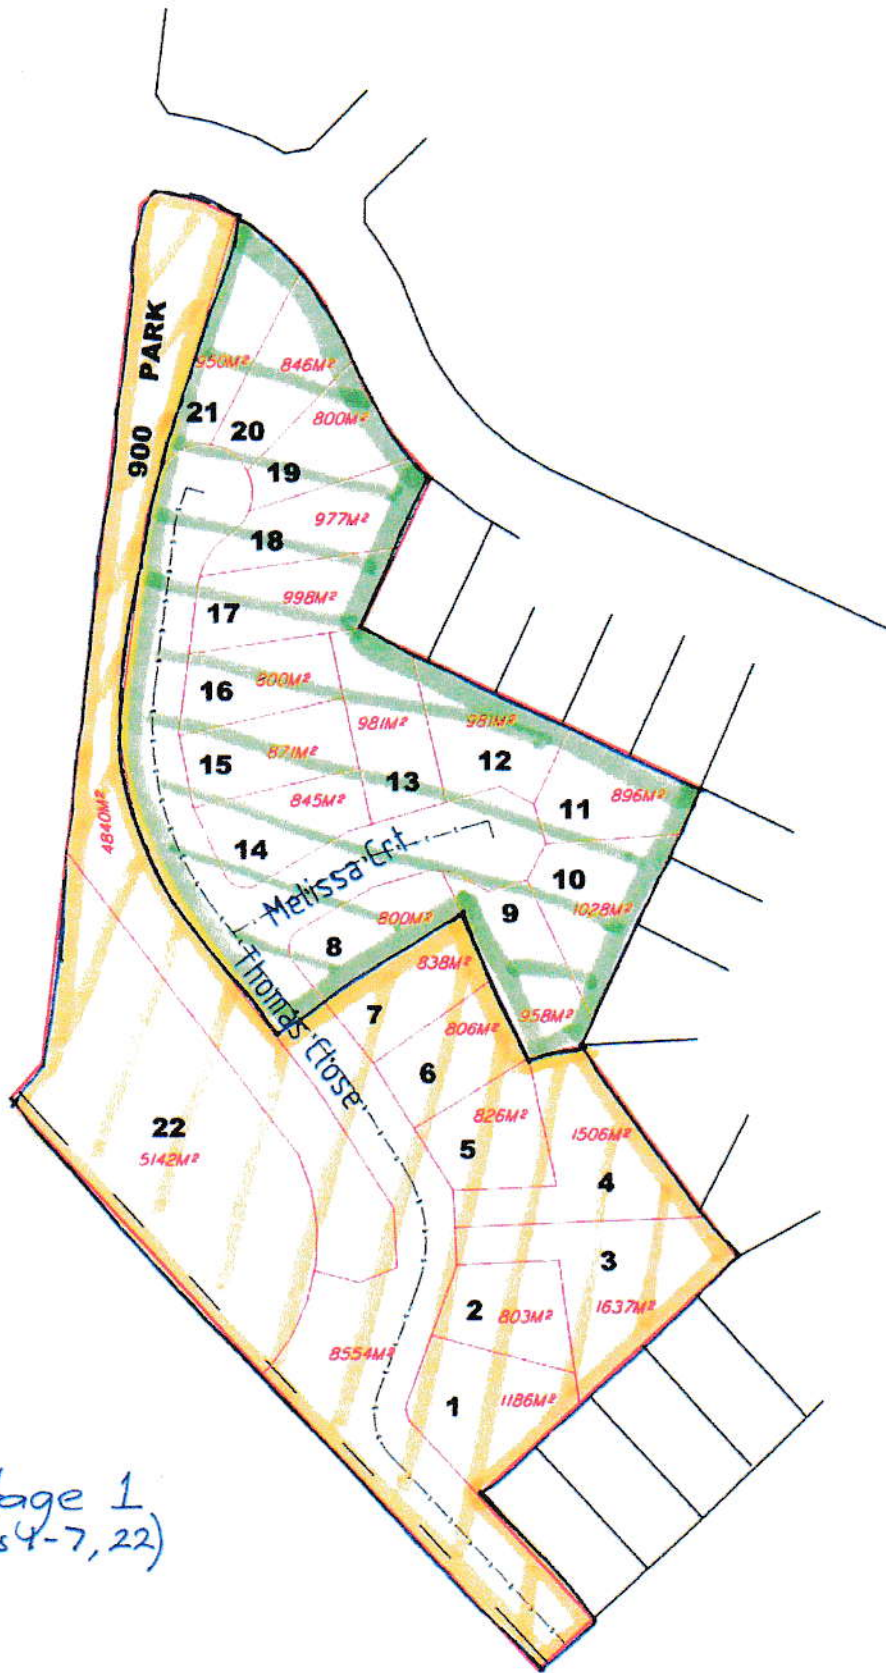 PARK
900
950M²
846M²
21
20
800M²
19
977M²
18
998M²
17
800M²
16
981M²
981M²
12
871M²
15
13
896M²
11
845M²
4840M²
14
Melissa Crt
10
1028M²
9
800M²
8
838M²
958M²
7
806M²
Thomas Close
6
826M²
22
5142M²
5
1506M²
4
3
1637M²
2 803M²
8554M²
1
1186M²
age 1
s 4-7, 22)